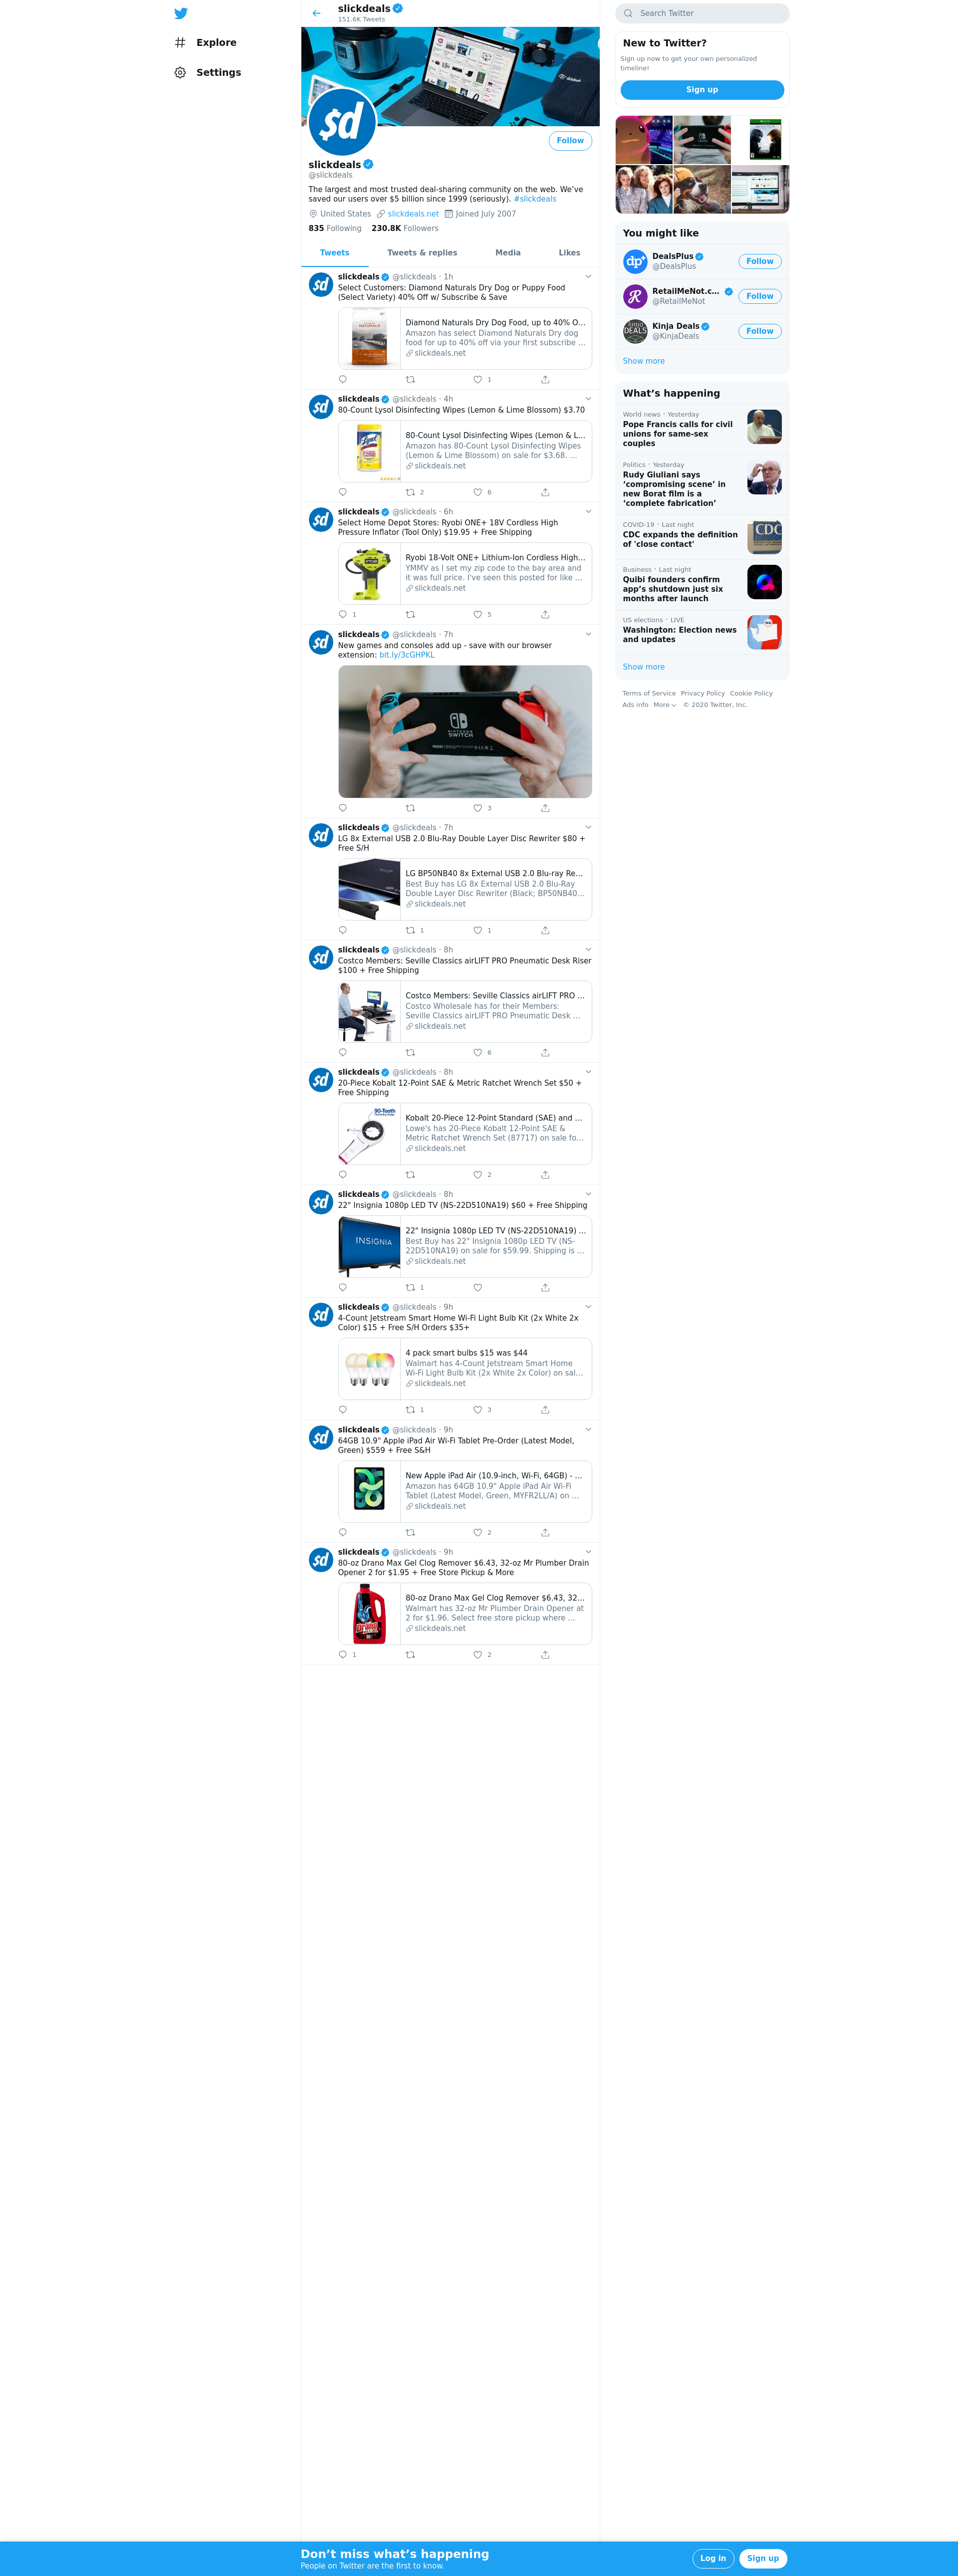 Explore
Settings
slickdeals
151.6K Tweets
$d
Follow
slickdeals
@slickdeals
The largest and most trusted deal-sharing community on the web. We've
saved our users over $5 billion since 1999 (seriously). #slickdeals
United States slickdeals.net Joined July 2007
835 Following 230.8K Followers
Tweets Tweets & replies Media Likes
slickdeals @slickdeals · 1h
Select Customers: Diamond Naturals Dry Dog or Puppy Food
(Select Variety) 40% Off w/ Subscribe & Save
Diamond Naturals Dry Dog Food, up to 40% O...
Amazon has select Diamond Naturals Dry dog
food for up to 40% off via your first subscribe ...
slickdeals.net
1
slickdeals @slickdeals · 4h
80-Count Lysol Disinfecting Wipes (Lemon & Lime Blossom) $3.70
80-Count Lysol Disinfecting Wipes (Lemon & L...
Amazon has 80-Count Lysol Disinfecting Wipes
(Lemon & Lime Blossom) on sale for $3.68. ...
slickdeals.net
2 6
slickdeals @slickdeals · 6h
Select Home Depot Stores: Ryobi ONE+ 18V Cordless High
Pressure Inflator (Tool Only) $19.95 + Free Shipping
Ryobi 18-Volt ONE+ Lithium-Ion Cordless High...
YMMV as I set my zip code to the bay area and
it was full price. I've seen this posted for like ...
slickdeals.net
1 5
slickdeals @slickdeals · 7h
New games and consoles add up - save with our browser
extension: bit.ly/3cGHPKL
NINTENDO
SWITCH
3
slickdeals @slickdeals · 7h
LG 8x External USB 2.0 Blu-Ray Double Layer Disc Rewriter $80 +
Free S/H
LG BP50NB40 8x External USB 2.0 Blu-ray Re...
Best Buy has LG 8x External USB 2.0 Blu-Ray
Double Layer Disc Rewriter (Black; BP50NB40...
slickdeals.net
1 1
slickdeals @slickdeals · 8h
Costco Members: Seville Classics airLIFT PRO Pneumatic Desk Riser
$100 + Free Shipping
Costco Members: Seville Classics airLIFT PRO ...
Costco Wholesale has for their Members:
Seville Classics airLIFT PRO Pneumatic Desk ...
slickdeals.net
6
slickdeals @slickdeals · 8h
20-Piece Kobalt 12-Point SAE & Metric Ratchet Wrench Set $50 +
Free Shipping
90-Tooth
Kobalt 20-Piece 12-Point Standard (SAE) and ...
Lowe's has 20-Piece Kobalt 12-Point SAE &
Metric Ratchet Wrench Set (87717) on sale fo...
slickdeals.net
2
slickdeals @slickdeals · 8h
22" Insignia 1080p LED TV (NS-22D510NA19) $60 + Free Shipping
INSIGNIA
22" Insignia 1080p LED TV (NS-22D510NA19) ...
Best Buy has 22" Insignia 1080p LED TV (NS-
22D510NA19) on sale for $59.99. Shipping is ...
slickdeals.net
1
slickdeals @slickdeals · 9h
4-Count Jetstream Smart Home Wi-Fi Light Bulb Kit (2x White 2x
Color) $15 + Free S/H Orders $35+
4 pack smart bulbs $15 was $44
Walmart has 4-Count Jetstream Smart Home
Wi-Fi Light Bulb Kit (2x White 2x Color) on sal...
slickdeals.net
1 3
slickdeals @slickdeals · 9h
64GB 10.9" Apple iPad Air Wi-Fi Tablet Pre-Order (Latest Model,
Green) $559 + Free S&H
New Apple iPad Air (10.9-inch, Wi-Fi, 64GB) - ...
Amazon has 64GB 10.9" Apple iPad Air Wi-Fi
Tablet (Latest Model, Green, MYFR2LL/A) on ...
slickdeals.net
2
slickdeals @slickdeals · 9h
80-oz Drano Max Gel Clog Remover $6.43, 32-oz Mr Plumber Drain
Opener 2 for $1.95 + Free Store Pickup & More
Drano
80-oz Drano Max Gel Clog Remover $6.43, 32...
Walmart has 32-oz Mr Plumber Drain Opener at
2 for $1.96. Select free store pickup where ...
slickdeals.net
1 2
Search Twitter
New to Twitter?
Sign up now to get your own personalized
timeline!
Sign up
You might like
dp
DealsPlus
@DealsPlus
Follow
RetailMeNot.c...
@RetailMeNot
Follow
KINJA
DEALS
Kinja Deals
@KinjaDeals
Follow
Show more
What's happening
World news · Yesterday
Pope Francis calls for civil
unions for same-sex
couples
Politics · Yesterday
Rudy Giuliani says
‘compromising scene’ in
new Borat film is a
‘complete fabrication’
COVID-19 · Last night
CDC expands the definition
of 'close contact'
CDC
Business · Last night
Quibi founders confirm
app's shutdown just six
months after launch
US elections · LIVE
Washington: Election news
and updates
Show more
Terms of Service Privacy Policy Cookie Policy
Ads info More © 2020 Twitter, Inc.
Don't miss what's happening
People on Twitter are the first to know.
Log in Sign up